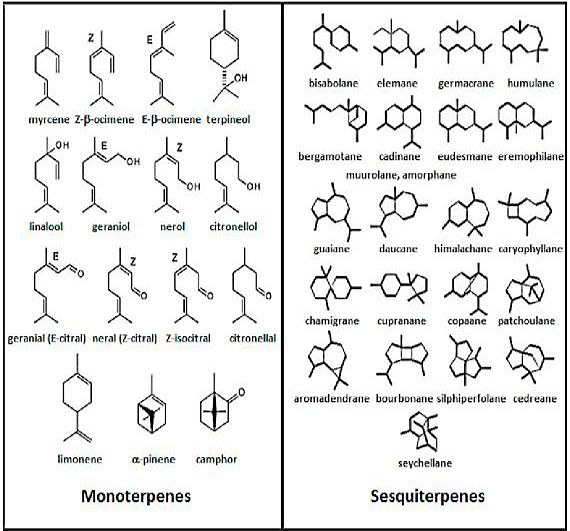 Z
E
OH
myrcene Z-β-ocimene E-β-ocimene terpineol
OH
E
OH
Z
OH
OH
linalool geraniol nerol citronellol
E
O
Z
O
Z
O
O
geranial (E-citral) neral (Z-citral) Z-isocitral citronellal
O
limonene α-pinene camphor
Monoterpenes
bisabolane elemane germacrane humulane
bergamotane cadinane eudesmane eremophilane
muurolane, amorphane
guaiane daucane himalachane caryophyllane
chamigrane cupranane copaane patchoulane
aromadendrane bourbonane silphiperfolane cedreane
seychellane
Sesquiterpenes